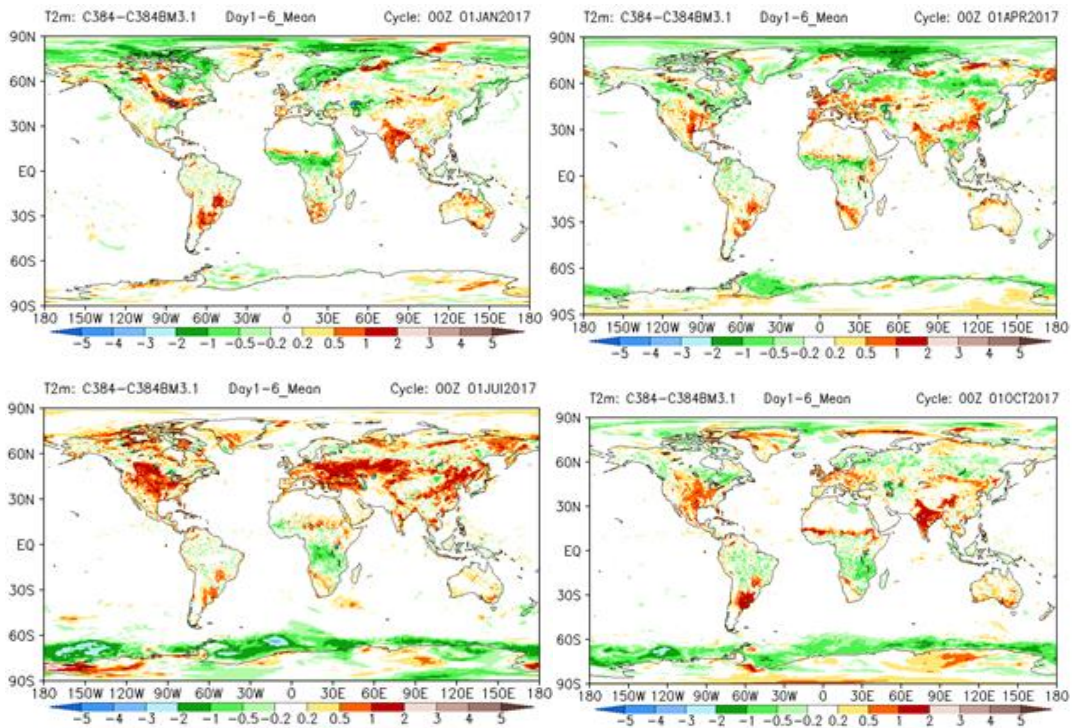 T2m: C384-C384BM3.1 Day1-6_Mean Cycle: 00Z 01JAN2017
90N
60N
30N
EQ
30S
60S
90S
180 150W 120W 90W 60W 30W 0 30E 60E 90E 120E 150E 180
-5 -4 -3 -2 -1 -0.5 -0.2 0.2 0.5 1 2 3 4 5
T2m: C384-C384BM3.1 Day1-6_Mean Cycle: 00Z 01APR2017
90N
60N
30N
EQ
30S
60S
90S
180 150W 120W 90W 60W 30W 0 30E 60E 90E 120E 150E 180
-5 -4 -3 -2 -1 -0.5 -0.2 0.2 0.5 1 2 3 4 5
T2m: C384-C384BM3.1 Day1-6_Mean Cycle: 00Z 01JUl2017
90N
60N
30N
EQ
30S
60S
90S
180 150W 120W 90W 60W 30W 0 30E 60E 90E 120E 150E 180
-5 -4 -3 -2 -1 -0.5 -0.2 0.2 0.5 1 2 3 4 5
T2m: C384-C384BM3.1 Day1-6_Mean Cycle: 00Z 01OCT2017
90N
60N
30N
EQ
30S
60S
90S
180 150W 120W 90W 60W 30W 0 30E 60E 90E 120E 150E 180
-5 -4 -3 -2 -1 -0.5 -0.2 0.2 0.5 1 2 3 4 5